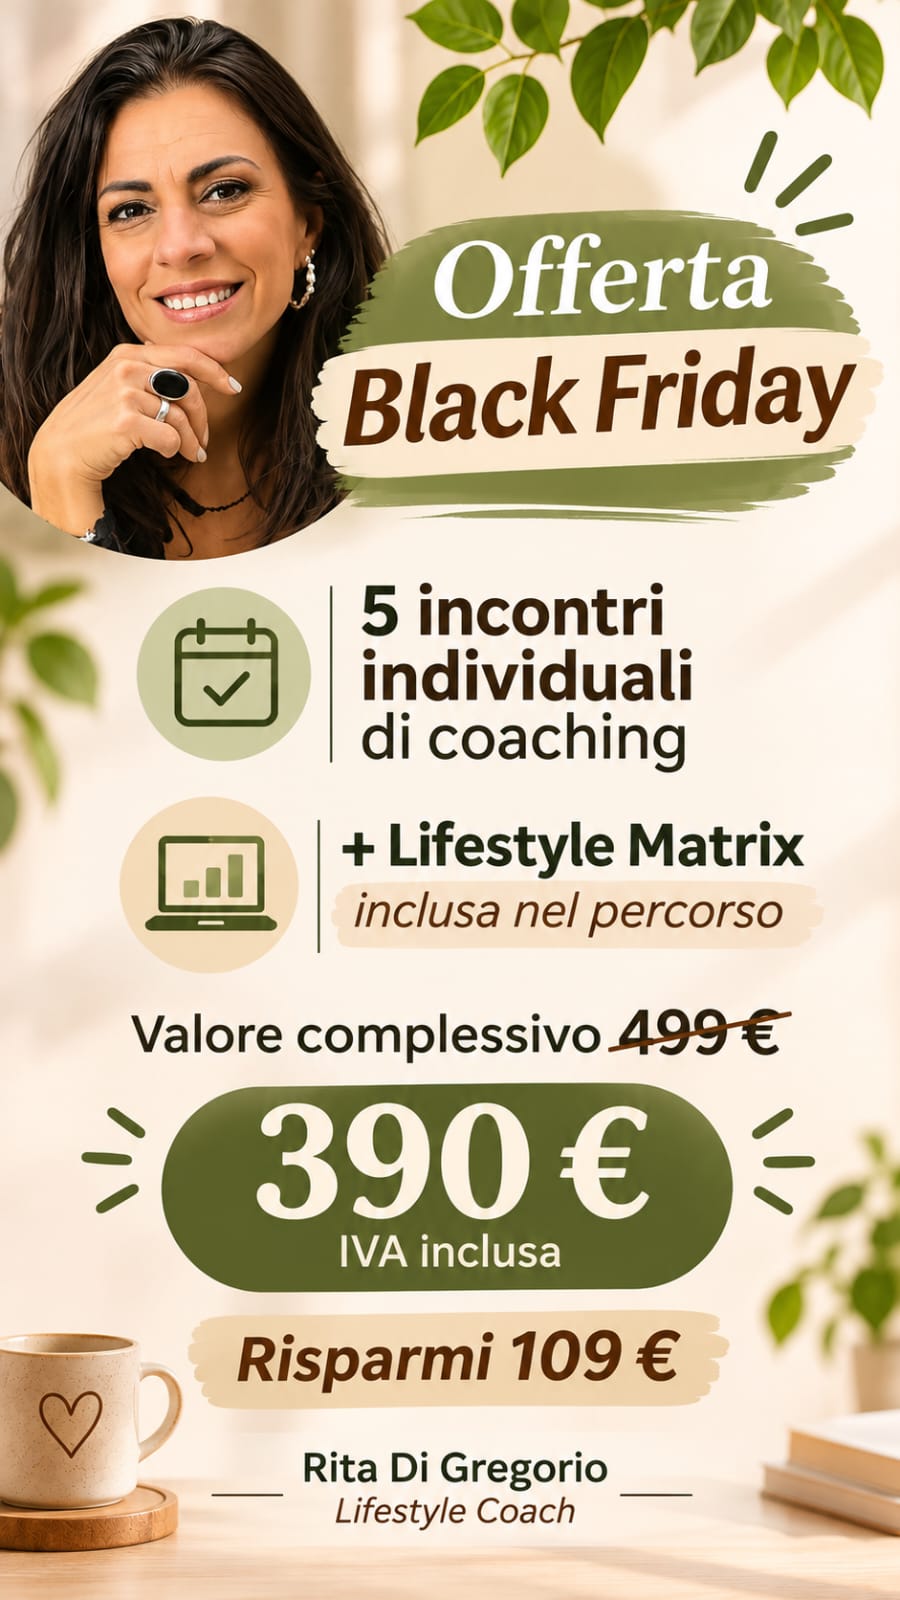 Offerta
Black Friday
5 incontri
individuali
di coaching
+ Lifestyle Matrix
inclusa nel percorso
Valore complessivo 499 €
390 €
IVA inclusa
Risparmi 109 €
Rita Di Gregorio
Lifestyle Coach